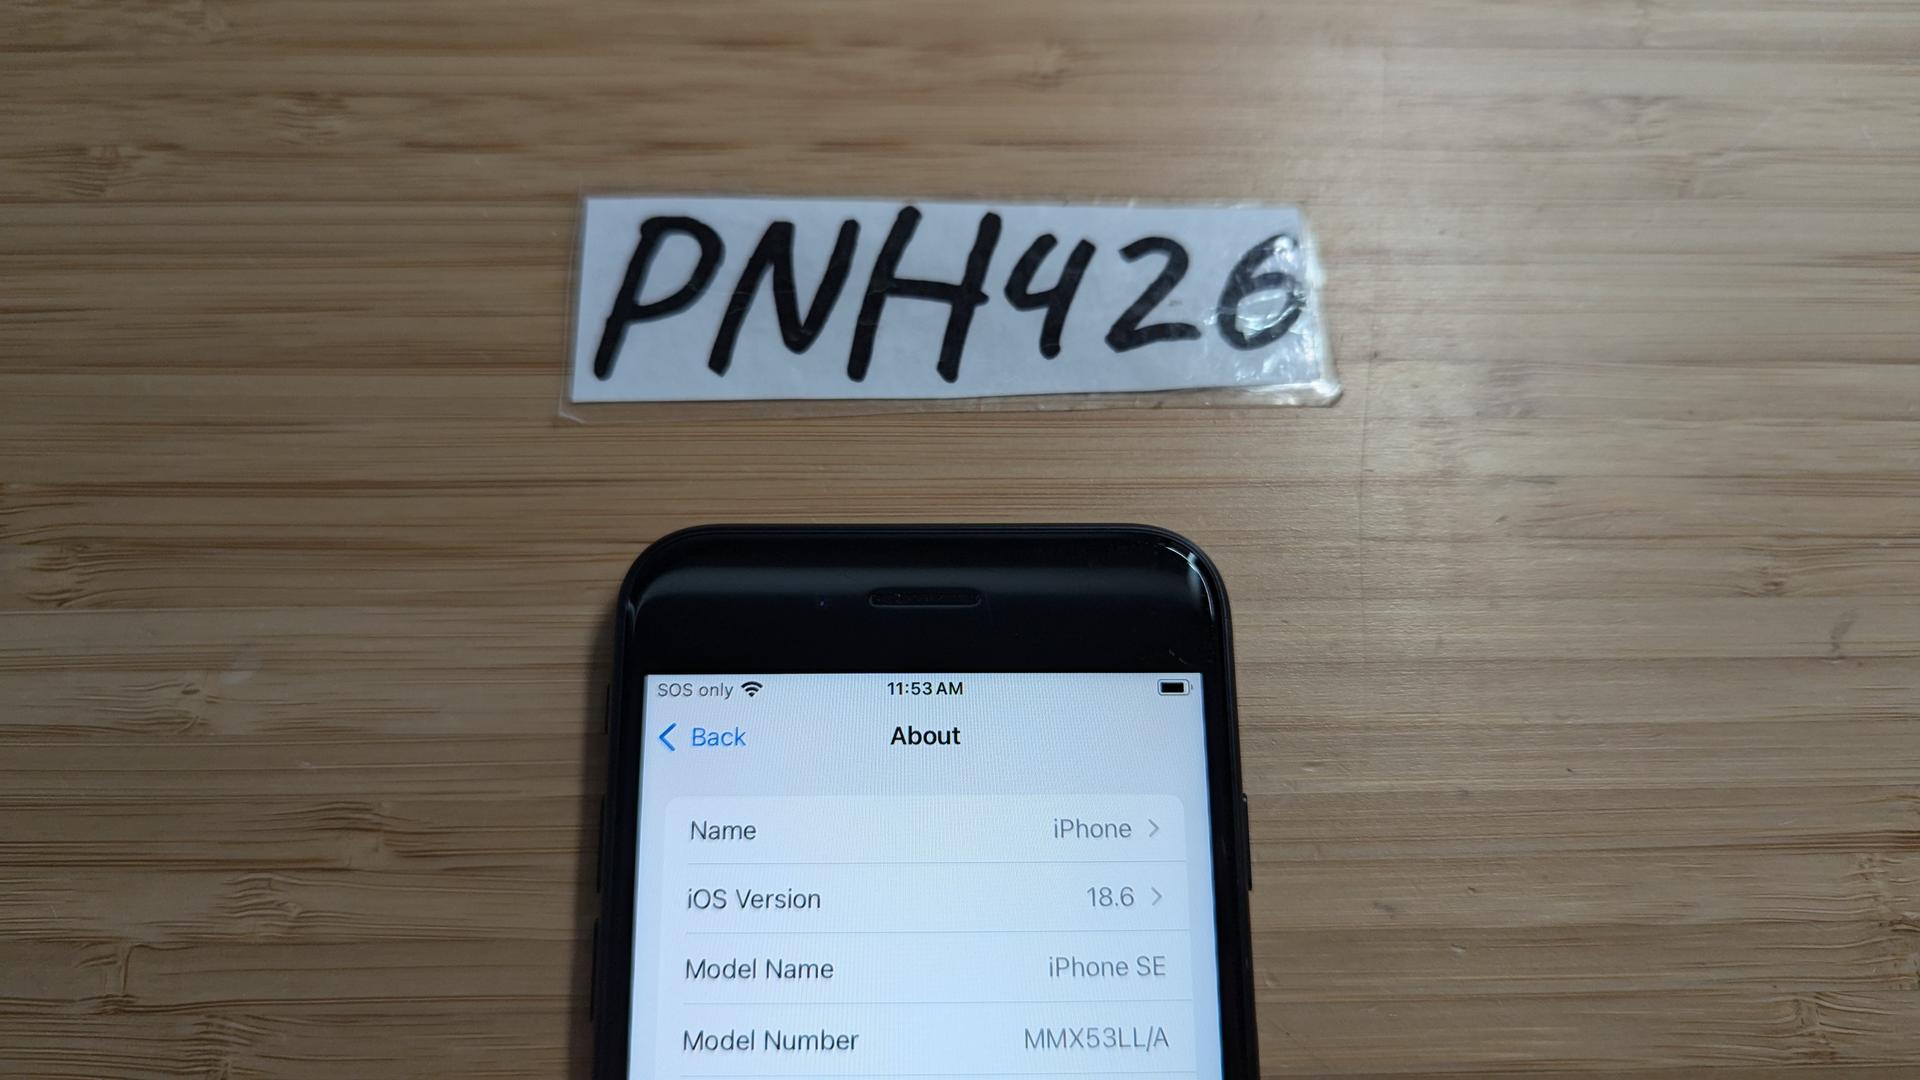 PNH426
SOS only 11:53 AM
Back About
Name iPhone
iOS Version 18.6
Model Name iPhone SE
Model Number MMX53LL/A